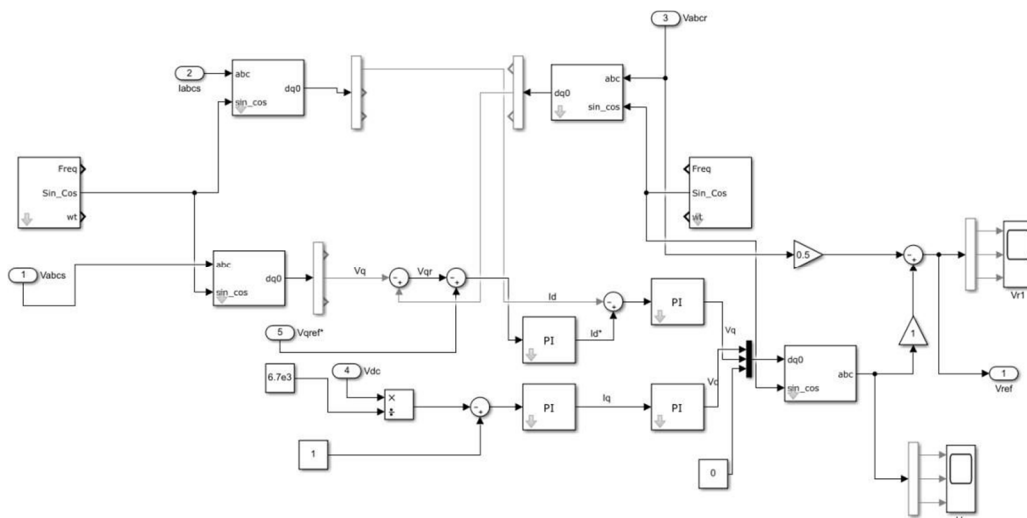 3
Vabcr
2
Iabcs
abc
sin_cos
dq0
abc
dq0
sin_cos
Freq
Sin_Cos
wt
Freq
Sin_Cos
wt
1
Vabcs
abc
sin_cos
dq0
Vq
Vqr
Id
0.5
Vr1
5
Vqref*
PI
Id*
PI
Vq
1
6.7e3
4
Vdc
×
÷
PI
Iq
PI
dq0
sin_cos
abc
1
Vref
1
0